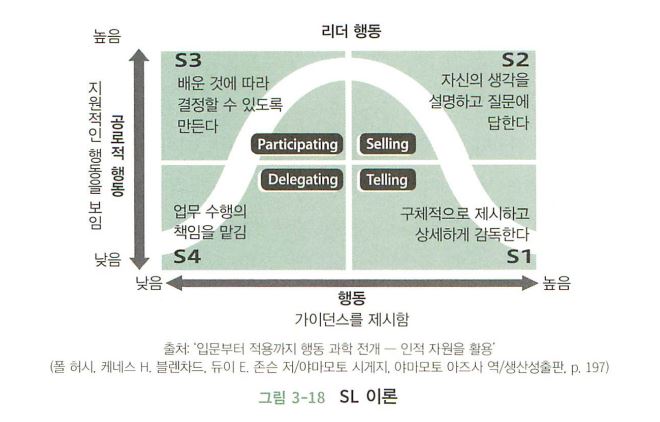 리더 행동
높음
S3
배운 것에 따라
결정할 수 있도록
만든다
S2
자신의 생각을
설명하고 질문에
답한다
Participating
Selling
Delegating
Telling
업무 수행의
책임을 맡김
S4
구체적으로 제시하고
상세하게 감독한다
S1
공로적 행동
지원적인 행동을 보임
낮음
낮음
높음
행동
가이던스를 제시함
출처: '입문부터 적용까지 행동 과학 전개 — 인적 자원을 활용'
(폴 허시, 케네스 H. 블렌챠드, 듀이 E. 존슨 저/야마모토 시게지, 야마모토 아즈사 역/생산성출판, p. 197)
그림 3-18 SL 이론